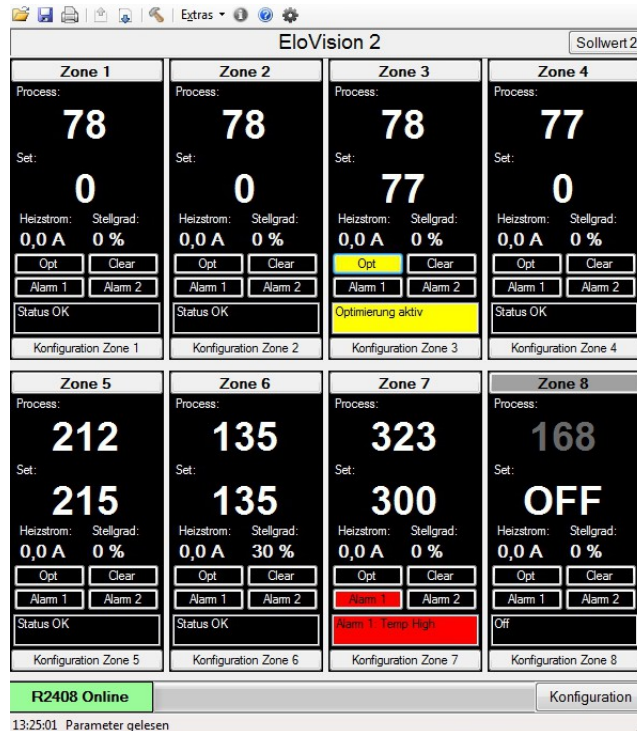 Extras
EloVision 2
Sollwert 2
Zone 1 Zone 2 Zone 3 Zone 4
Process: Process: Process: Process:
78 78 78 77
Set: Set: Set: Set:
0 0 77 0
Heizstrom: Stellgrad: Heizstrom: Stellgrad: Heizstrom: Stellgrad: Heizstrom: Stellgrad:
0,0 A 0 % 0,0 A 0 % 0,0 A 0 % 0,0 A 0 %
Opt Clear Opt Clear Opt Clear Opt Clear
Alarm 1 Alarm 2 Alarm 1 Alarm 2 Alarm 1 Alarm 2 Alarm 1 Alarm 2
Status OK Status OK Optimierung aktiv Status OK
Konfiguration Zone 1 Konfiguration Zone 2 Konfiguration Zone 3 Konfiguration Zone 4
Zone 5 Zone 6 Zone 7 Zone 8
Process: Process: Process: Process:
212 135 323 168
Set: Set: Set: Set:
215 135 300 OFF
Heizstrom: Stellgrad: Heizstrom: Stellgrad: Heizstrom: Stellgrad: Heizstrom: Stellgrad:
0,0 A 0 % 0,0 A 30 % 0,0 A 0 % 0,0 A 0 %
Opt Clear Opt Clear Opt Clear Opt Clear
Alarm 1 Alarm 2 Alarm 1 Alarm 2 Alarm 1 Alarm 2 Alarm 1 Alarm 2
Status OK Status OK Alarm 1: Temp High Off
Konfiguration Zone 5 Konfiguration Zone 6 Konfiguration Zone 7 Konfiguration Zone 8
R2408 Online Konfiguration
13:25:01 Parameter gelesen